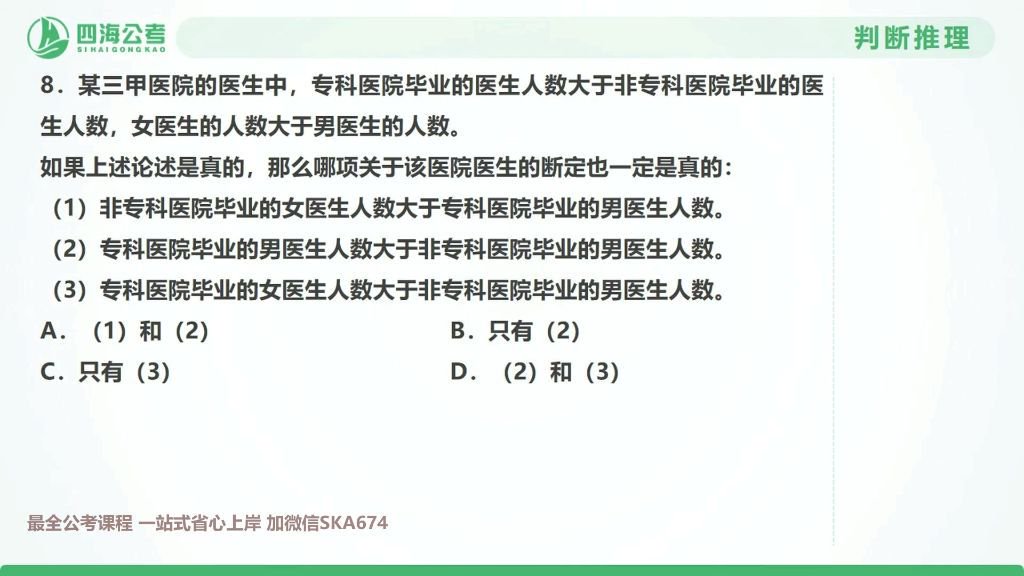 四海公考
SIHAIGONGKAO
判断推理
8. 某三甲医院的医生中，专科医院毕业的医生人数大于非专科医院毕业的医
生人数，女医生的人数大于男医生的人数。
如果上述论述是真的，那么哪项关于该医院医生的断定也一定是真的：
（1）非专科医院毕业的女医生人数大于专科医院毕业的男医生人数。
（2）专科医院毕业的男医生人数大于非专科医院毕业的男医生人数。
（3）专科医院毕业的女医生人数大于非专科医院毕业的男医生人数。
A. （1）和（2） B. 只有（2）
C. 只有（3） D. （2）和（3）
最全公考课程 一站式省心上岸 加微信SKA674